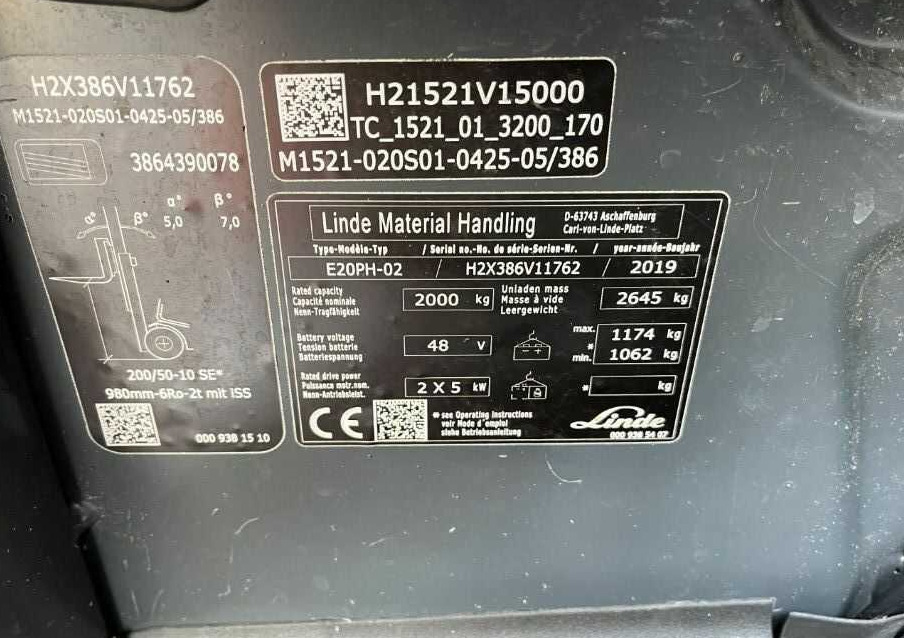 H2X386V11762
M1521-020S01-0425-05/386
3864390078
α° β°
5,0 7,0
α° β°
200/50-10 SE*
980mm-6Ro-2t mit ISS
000 938 15 10
H21521V15000
TC_1521_01_3200_170
M1521-020S01-0425-05/386
Linde Material Handling
D-63743 Aschaffenburg
Carl-von-Linde-Platz
Type-Modèle-Typ / Serial no.-No. de série-Serien-Nr. / year-année-Baujahr
E20PH-02 / H2X386V11762 / 2019
Rated capacity
Capacité nominale
Nenn-Tragfähigkeit
2000 kg
Unladen mass
Masse à vide
Leergewicht
2645 kg
Battery voltage
Tension batterie
Batteriespannung
48 V
- +
max. 1174 kg
*
min. 1062 kg
Rated drive power
Puissance motr.nom.
Nenn-Antriebsleist.
2 X 5 kW
* kg
CE
* see Operating Instructions
voir Mode d'emploi
siehe Betriebsanleitung
Linde
000 938 54 07